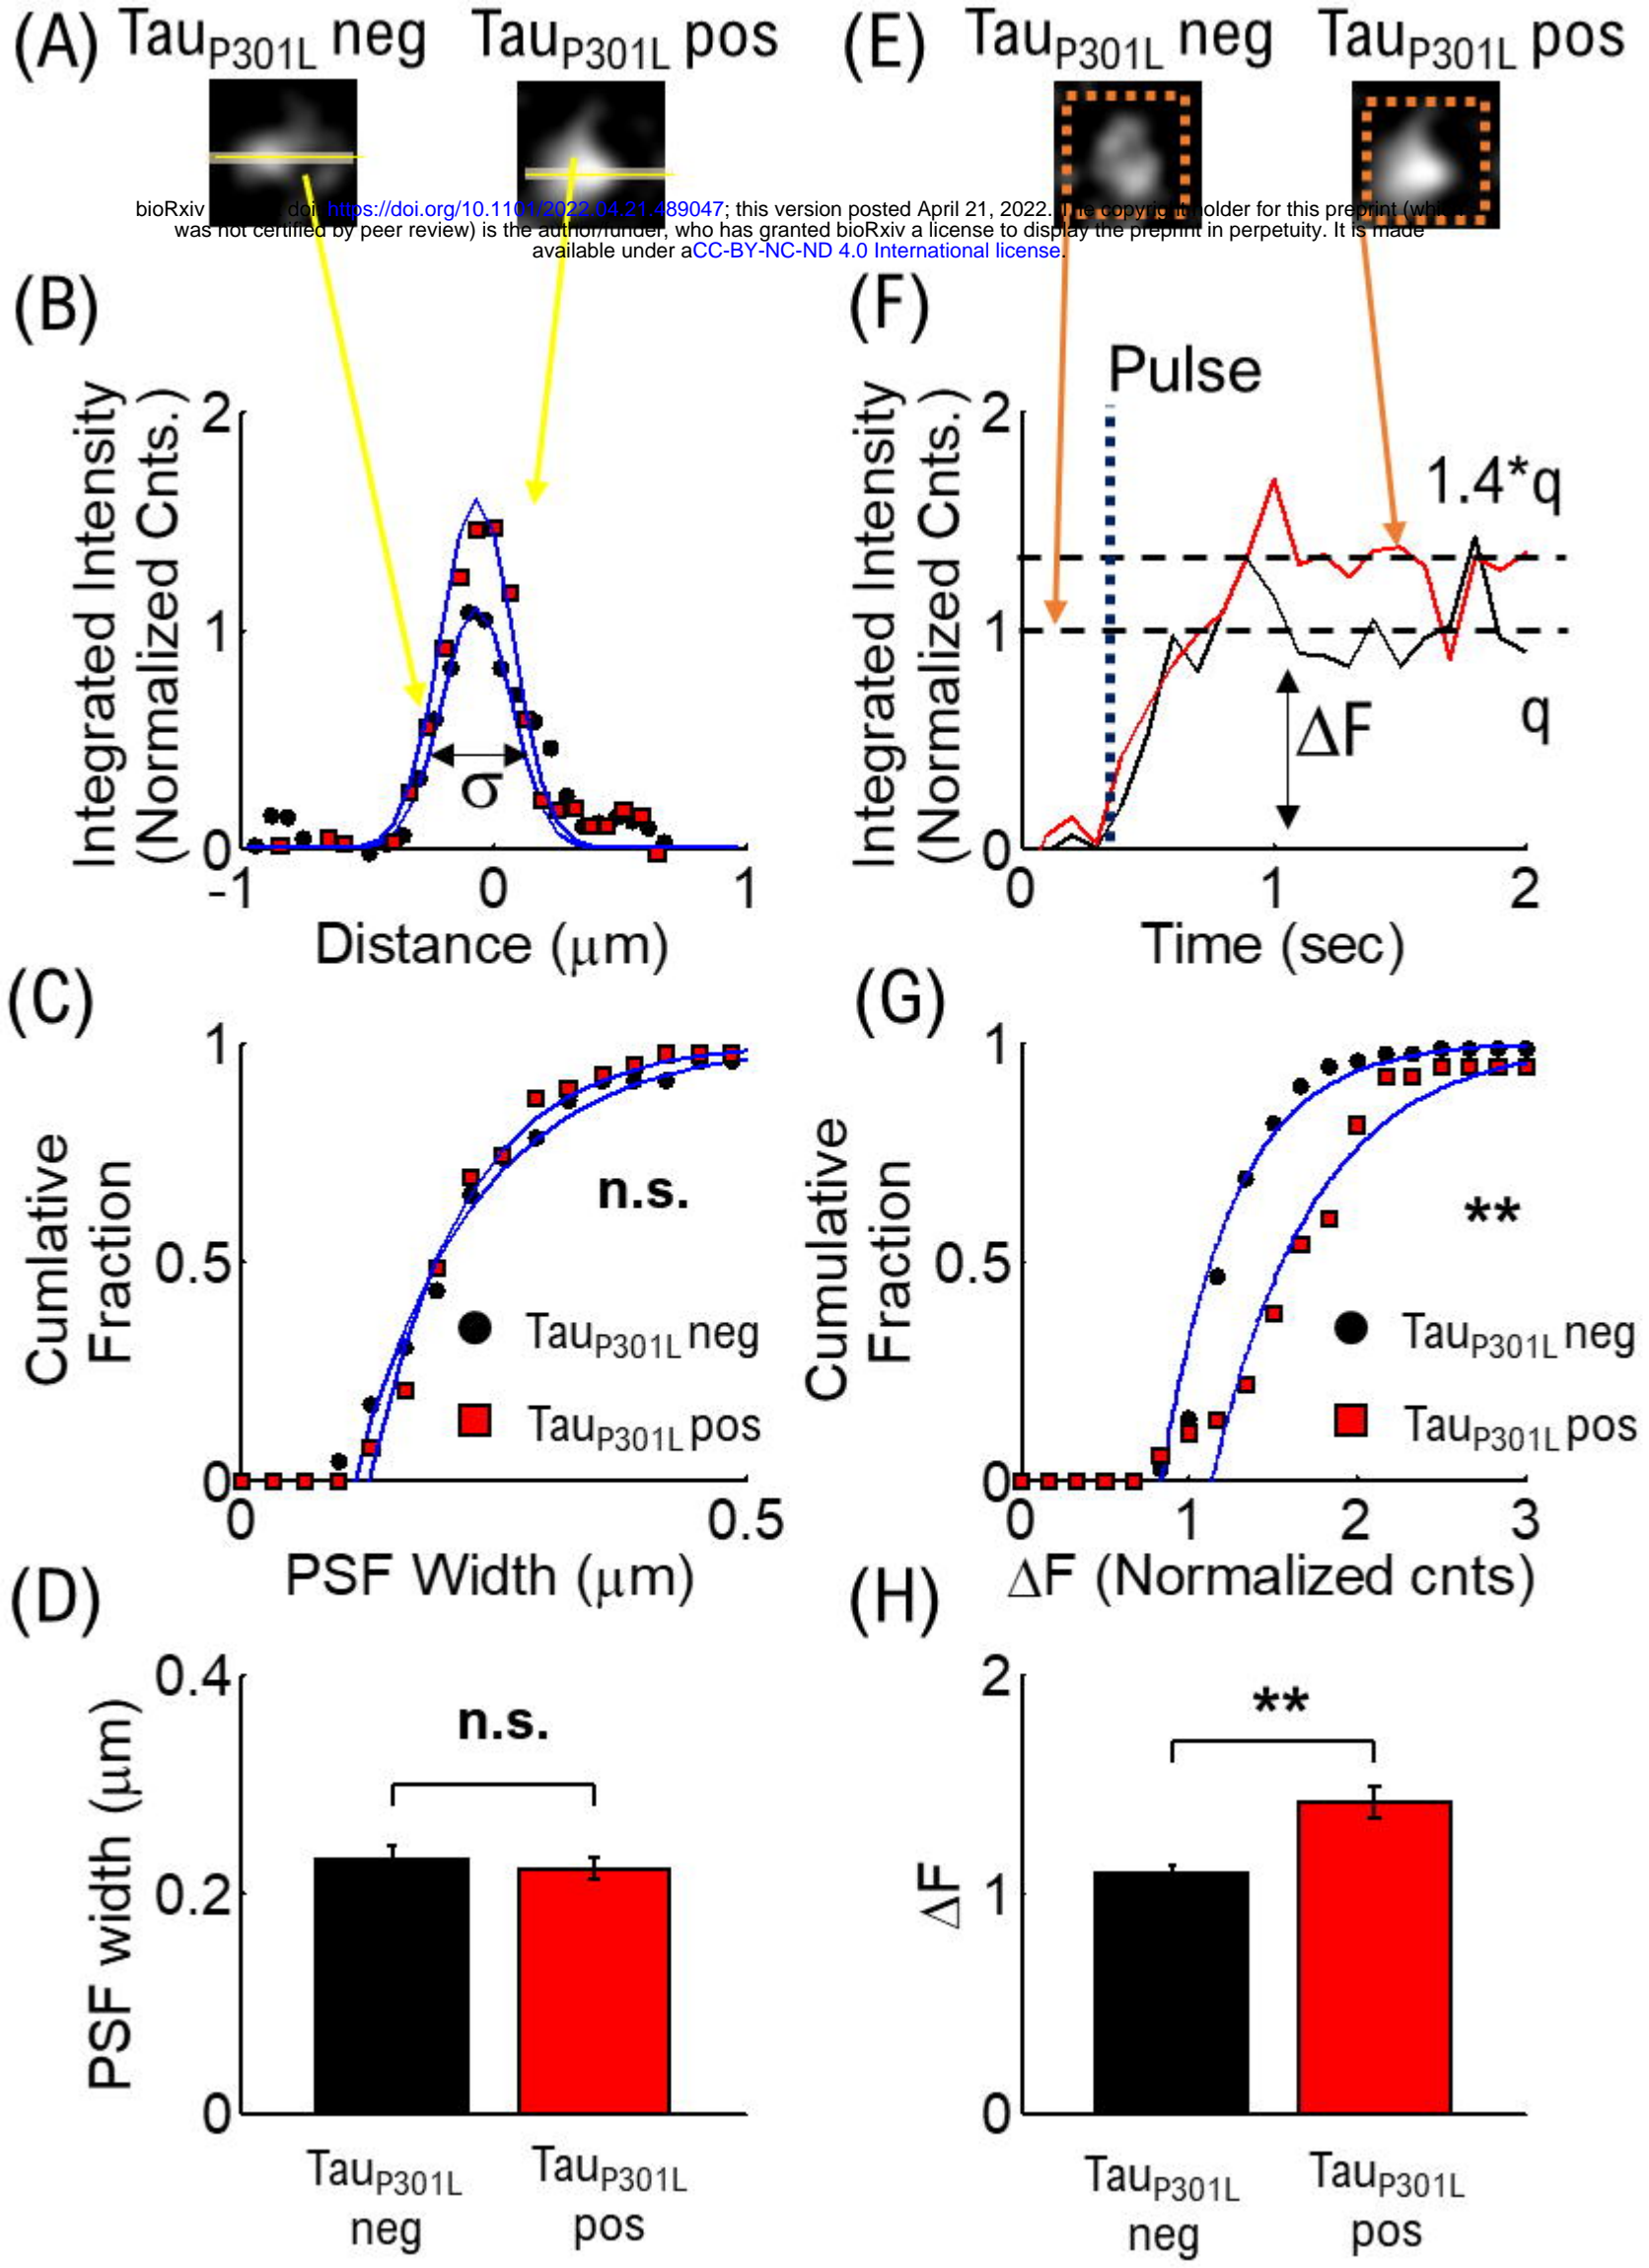 (A) TauP301L neg TauP301L pos
(E) TauP301L neg TauP301L pos
bioRxiv doi: https://doi.org/10.1101/2022.04.21.489047; this version posted April 21, 2022. The copyright holder for this preprint
was not certified by peer review) is the author/funder, who has granted bioRxiv a license to display the preprint in perpetuity. It is made
available under aCC-BY-NC-ND 4.0 International license.
(B)
Integrated Intensity
(Normalized Cnts.)
2
1
0
σ
-1
0
1
Distance (μm)
(F)
Pulse
Integrated Intensity
(Normalized Cnts.)
2
1
0
1.4*q
q
ΔF
0
1
2
Time (sec)
(C)
Cumlative
Fraction
1
0.5
0
n.s.
TauP301L neg
TauP301L pos
0
0.5
PSF Width (μm)
(G)
Cumulative
Fraction
1
0.5
0
**
TauP301L neg
TauP301L pos
0
1
2
3
ΔF (Normalized cnts)
(D)
PSF width (μm)
0.4
0.2
0
n.s.
TauP301L
neg
TauP301L
pos
(H)
ΔF
2
1
0
**
TauP301L
neg
TauP301L
pos